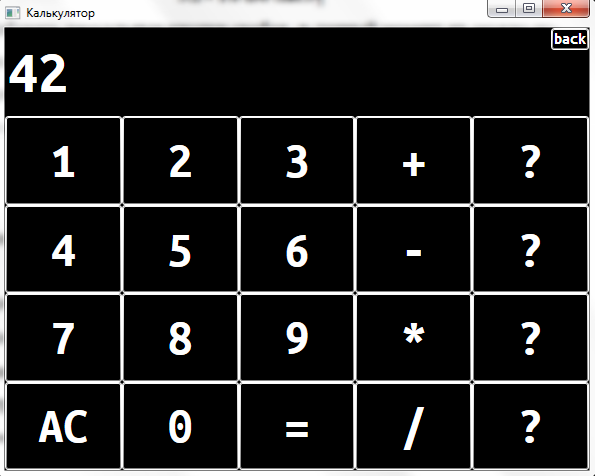 Калькулятор
back
42
1 2 3 + ?
4 5 6 - ?
7 8 9 * ?
AC 0 = / ?